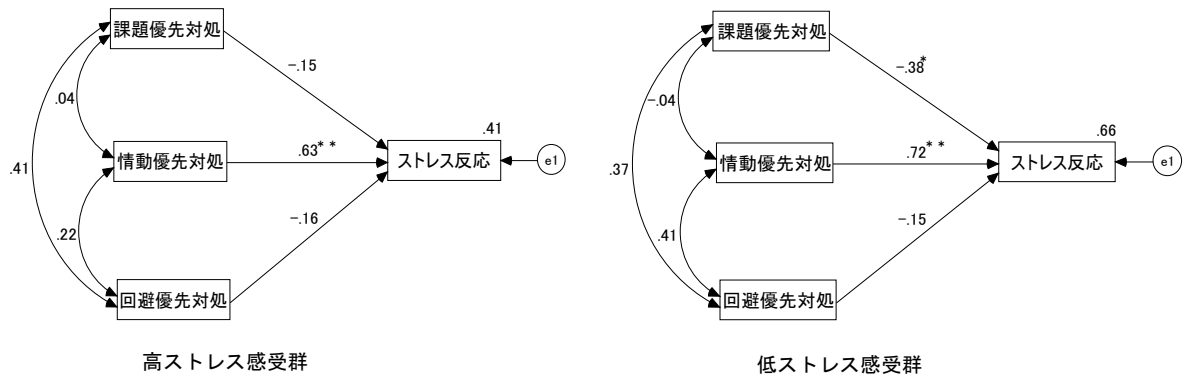 課題優先対処
-.15
.04
.41
情動優先対処
.63**
.41
ストレス反応
e1
.41
.22
-.16
回避優先対処
高ストレス感受群
課題優先対処
-.38*
-.04
.66
情動優先対処
.72**
ストレス反応
e1
.37
.41
-.15
回避優先対処
低ストレス感受群